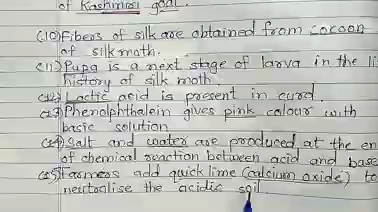 of Kashmiri goat.
(10) Fibers of silk are obtained from cocoon
of silk moth.
(11) Pupa is a next stage of larva in the li
history of silk moth.
(12) Lactic acid is present in curd.
(13) Phenolphthalein gives pink colour with
basic solution
(14) Salt and water are produced at the en
of chemical reaction between acid and base
(15) Farmers add quick lime (calcium oxide) to
neutralise the acidic soil.